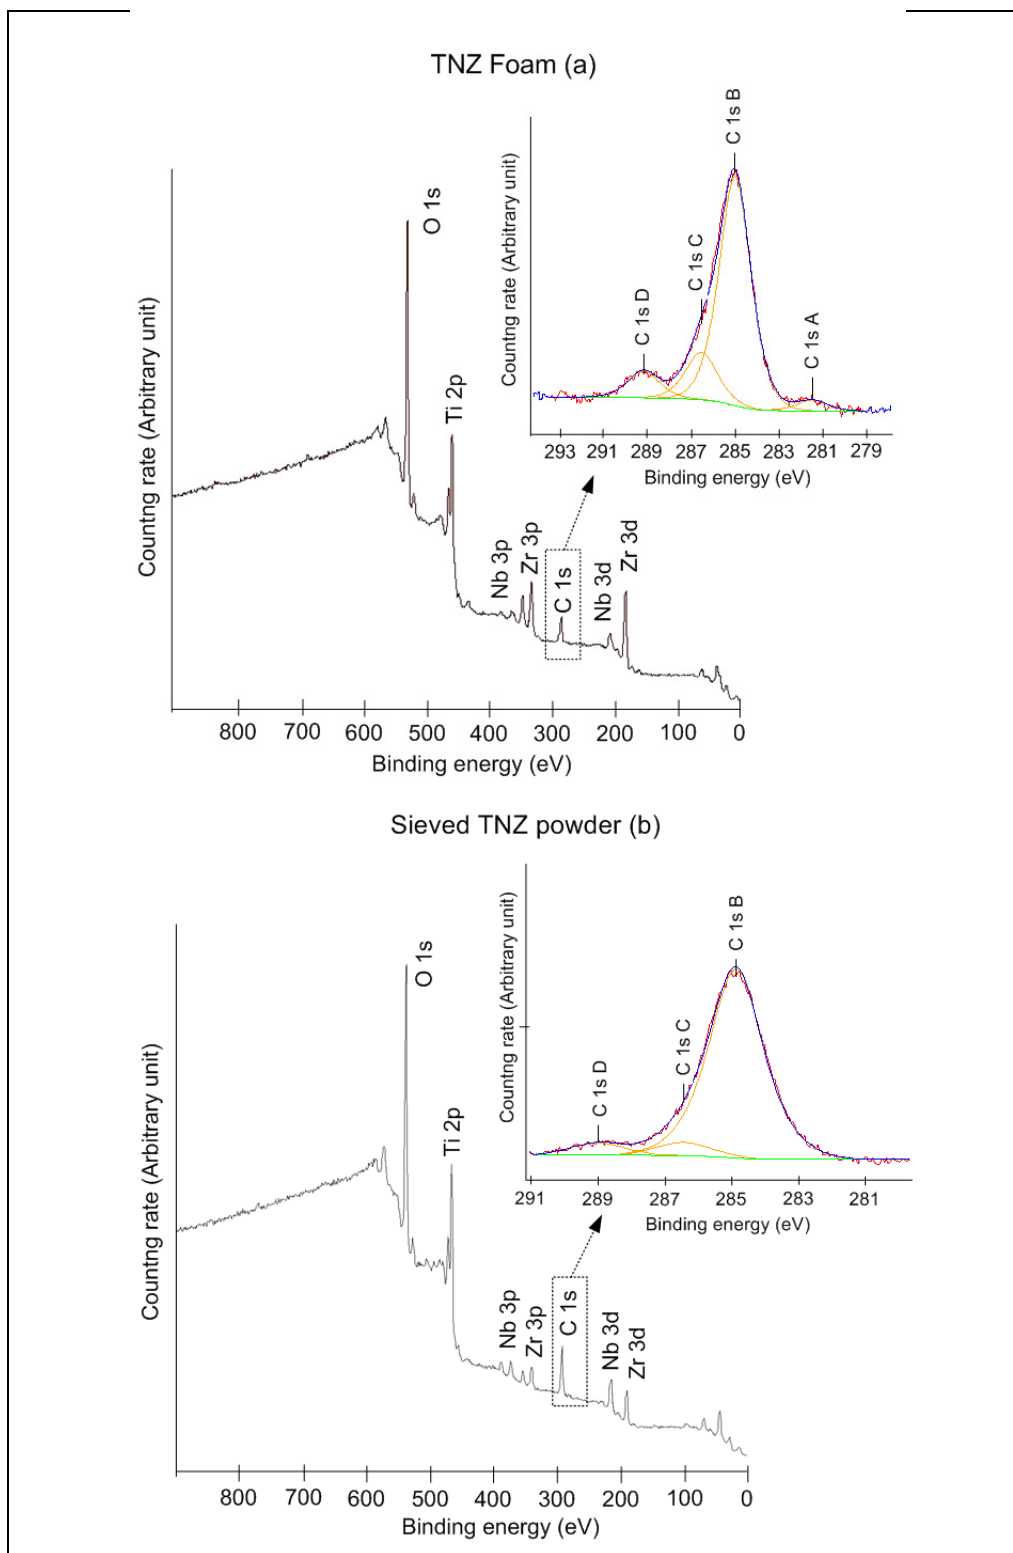 TNZ Foam (a)
Countng rate (Arbitrary unit)
O 1s
Ti 2p
Nb 3p
Zr 3p
C 1s
Nb 3d
Zr 3d
800 700 600 500 400 300 200 100 0
Binding energy (eV)
Countng rate (Arbitrary unit)
C 1s D
C 1s C
C 1s B
C 1s A
293 291 289 287 285 283 281 279
Binding energy (eV)
Sieved TNZ powder (b)
Countng rate (Arbitrary unit)
O 1s
Ti 2p
Nb 3p
Zr 3p
C 1s
Nb 3d
Zr 3d
800 700 600 500 400 300 200 100 0
Binding energy (eV)
Countng rate (Arbitrary unit)
C 1s D
C 1s C
C 1s B
291 289 287 285 283 281
Binding energy (eV)